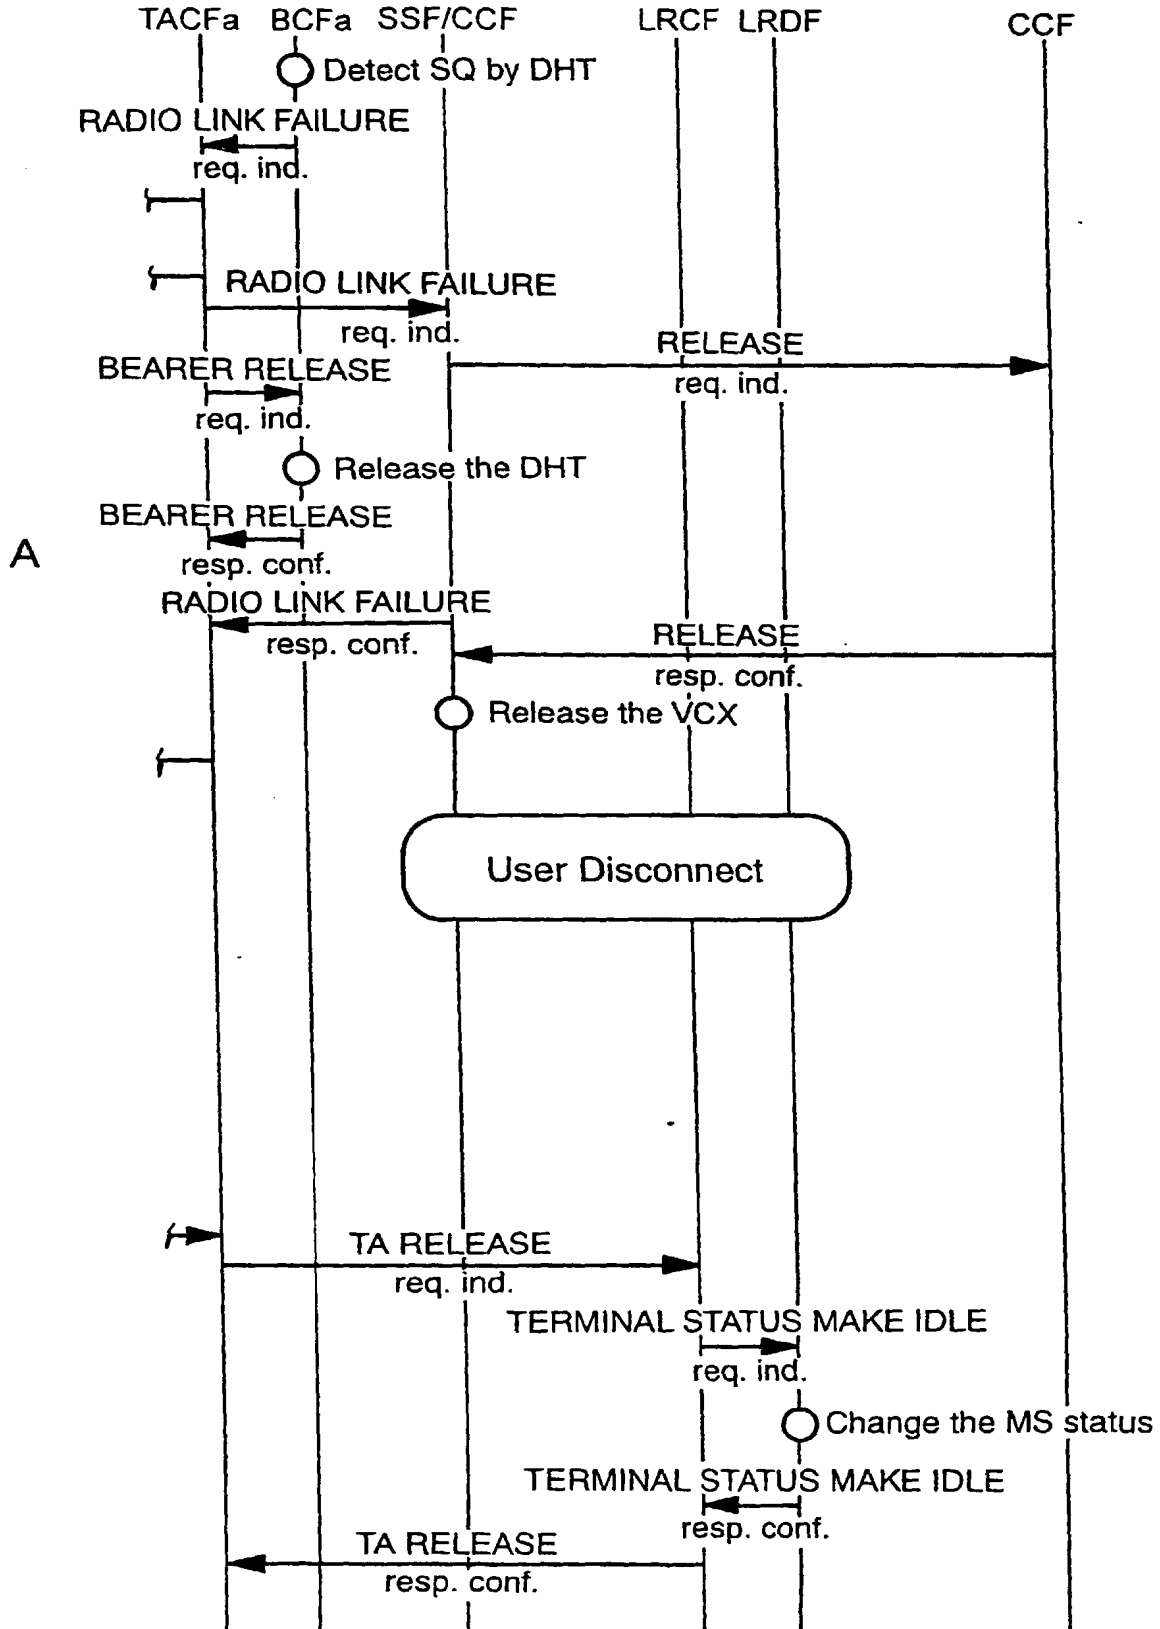 TACFa BCFa SSF/CCF LRCF LRDF CCF
Detect SQ by DHT
RADIO LINK FAILURE
req. ind.
RADIO LINK FAILURE
req. ind.
RELEASE
req. ind.
BEARER RELEASE
req. ind.
Release the DHT
BEARER RELEASE
A
resp. conf.
RADIO LINK FAILURE
resp. conf.
RELEASE
resp. conf.
Release the VCX
User Disconnect
TA RELEASE
req. ind.
TERMINAL STATUS MAKE IDLE
req. ind.
Change the MS status
TERMINAL STATUS MAKE IDLE
resp. conf.
TA RELEASE
resp. conf.